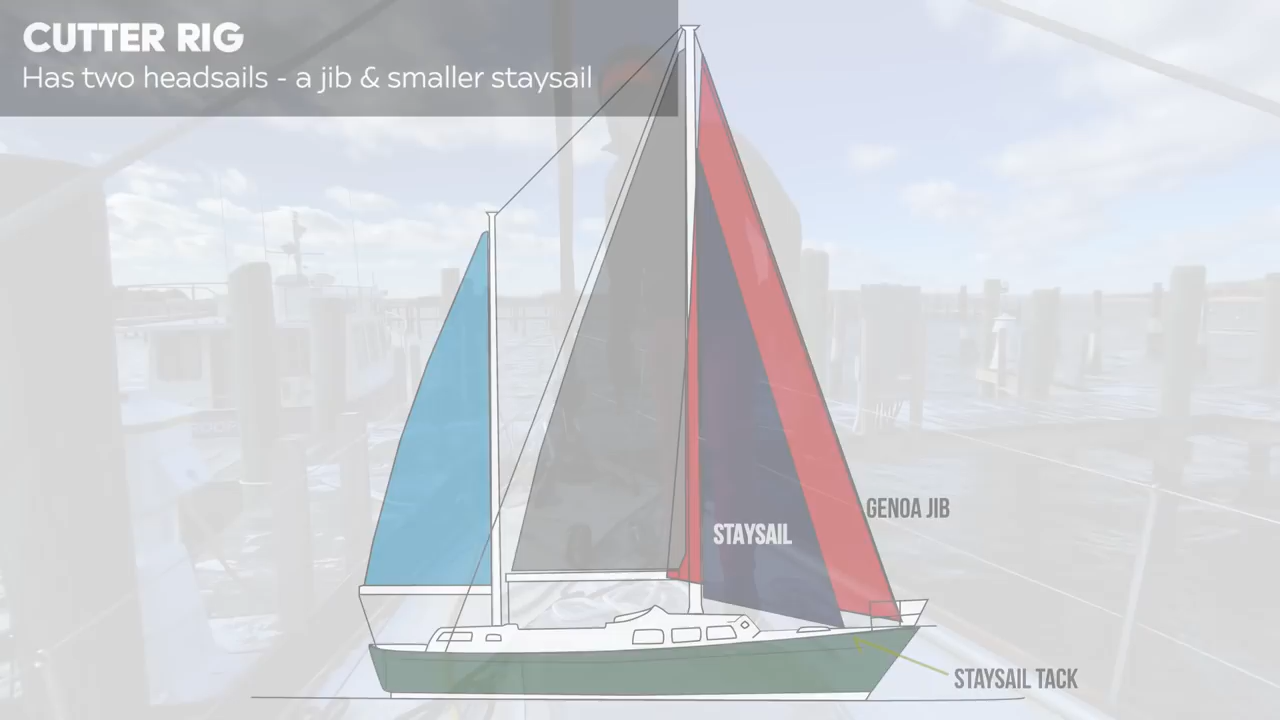 CUTTER RIG
Has two headsails - a jib & smaller staysail
GENOA JIB
STAYSAIL
STAYSAIL TACK